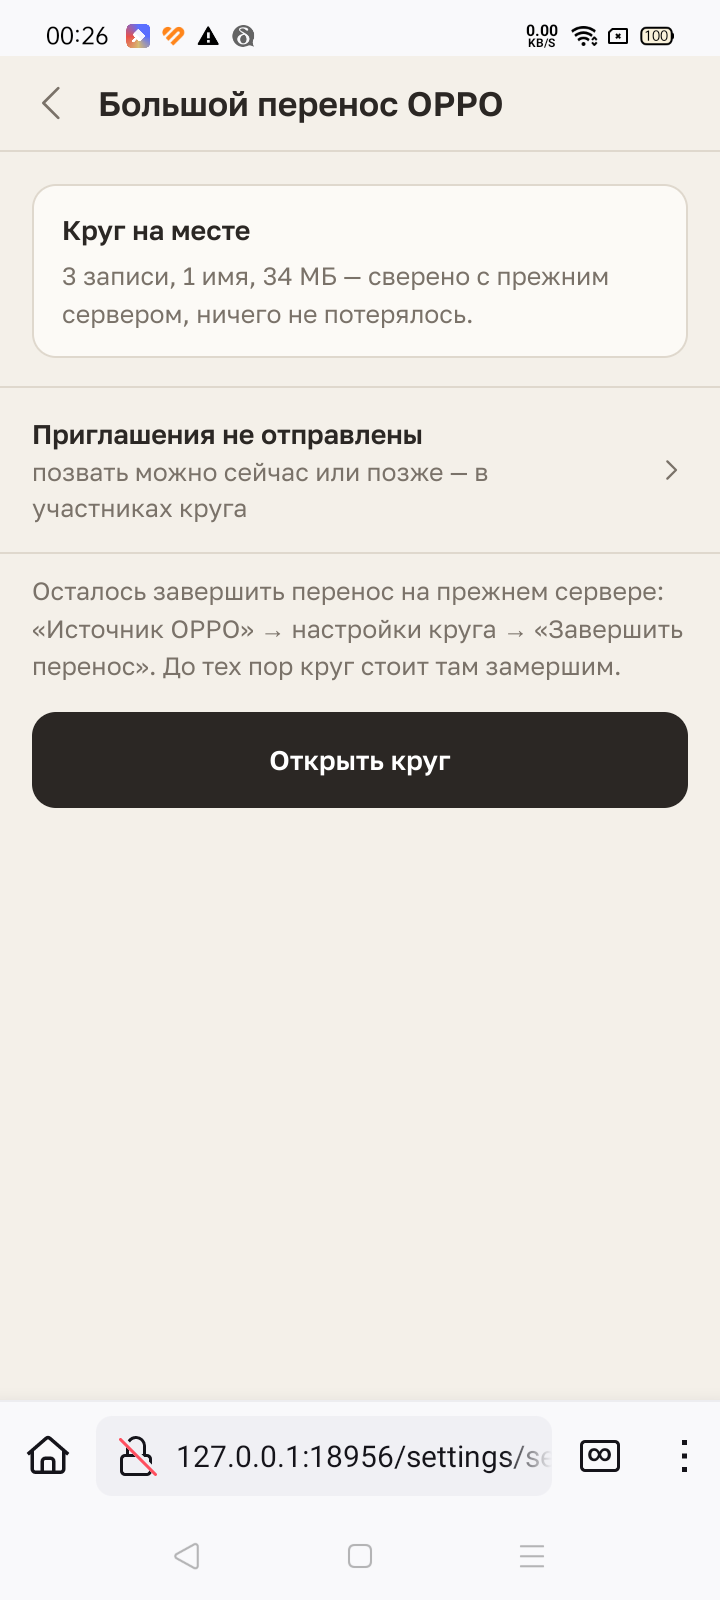 00:26
0.00
KB/S
100
Большой перенос OPPO
Круг на месте
3 записи, 1 имя, 34 МБ — сверено с прежним
сервером, ничего не потерялось.
Приглашения не отправлены
позвать можно сейчас или позже — в
участниках круга
Осталось завершить перенос на прежнем сервере:
«Источник OPPO» → настройки круга → «Завершить
перенос». До тех пор круг стоит там замершим.
Открыть круг
127.0.0.1:18956/settings/se